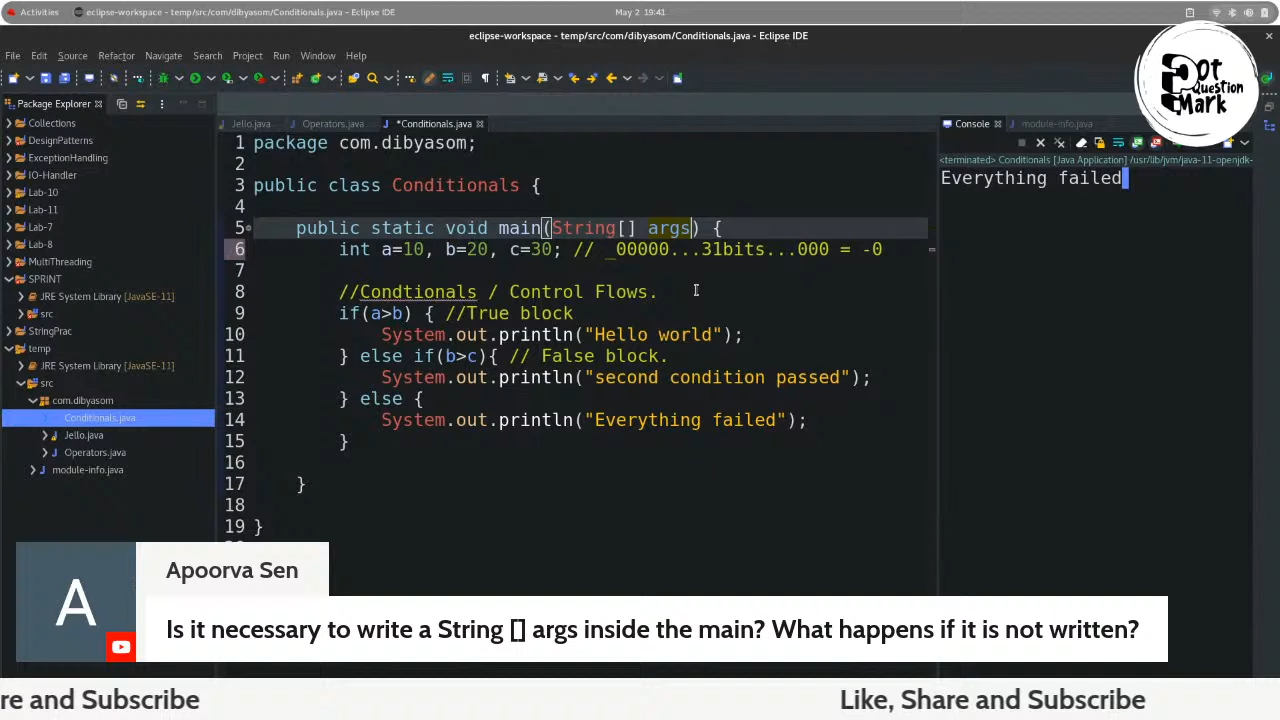 Activities
eclipse-workspace - temp/src/com/dibyasom/Conditionals.java - Eclipse IDE
May 2 19:41
eclipse-workspace - temp/src/com/dibyasom/Conditionals.java - Eclipse IDE
File Edit Source Refactor Navigate Search Project Run Window Help
Dot
Question
Mark
Package Explorer
Jello.java
Operators.java
*Conditionals.java
Console
module-info.java
Collections
DesignPatterns
ExceptionHandling
IO-Handler
Lab-10
Lab-11
Lab-7
Lab-8
MultiThreading
SPRINT
JRE System Library [JavaSE-11]
src
StringPrac
temp
JRE System Library [JavaSE-11]
src
com.dibyasom
Conditionals.java
Jello.java
Operators.java
module-info.java
1 package com.dibyasom;
2
3 public class Conditionals {
4
5 public static void main(String[] args) {
6 int a=10, b=20, c=30; // _00000...31bits...000 = -0
7
8 //Condtionals / Control Flows.
9 if(a>b) { //True block
10 System.out.println("Hello world");
11 } else if(b>c){ // False block.
12 System.out.println("second condition passed");
13 } else {
14 System.out.println("Everything failed");
15 }
16
17 }
18
19 }
<terminated> Conditionals [Java Application] /usr/lib/jvm/java-11-openjdk-
Everything failed
A
Apoorva Sen
Is it necessary to write a String [] args inside the main? What happens if it is not written?
re and Subscribe
Like, Share and Subscribe